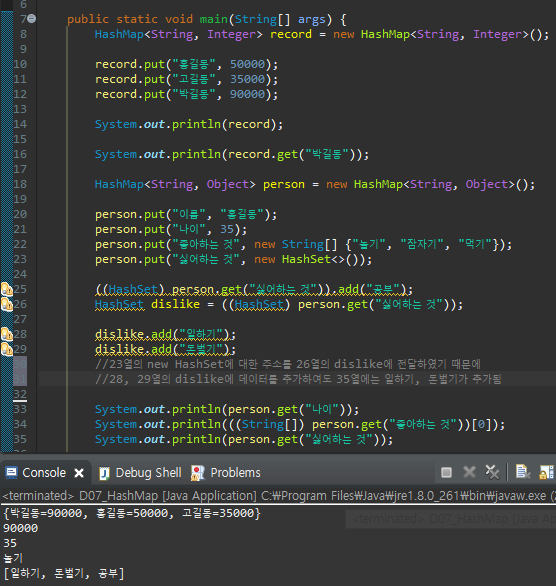 6
7 public static void main(String[] args) {
8 HashMap<String, Integer> record = new HashMap<String, Integer>();
9
10 record.put("홍길동", 50000);
11 record.put("고길동", 35000);
12 record.put("박길동", 90000);
13
14 System.out.println(record);
15
16 System.out.println(record.get("박길동"));
17
18 HashMap<String, Object> person = new HashMap<String, Object>();
19
20 person.put("이름", "홍길동");
21 person.put("나이", 35);
22 person.put("좋아하는 것", new String[] {"놀기", "잠자기", "먹기"});
23 person.put("싫어하는 것", new HashSet<>());
24
25 ((HashSet) person.get("싫어하는 것")).add("공부");
26 HashSet dislike = ((HashSet) person.get("싫어하는 것"));
27
28 dislike.add("일하기");
29 dislike.add("돈벌기");
30 //23열의 new HashSet에 대한 주소를 26열의 dislike에 전달하였기 때문에
31 //28, 29열의 dislike에 데이터를 추가하여도 35열에는 일하기, 돈벌기가 추가됨
32
33 System.out.println(person.get("나이"));
34 System.out.println(((String[]) person.get("좋아하는 것"))[0]);
35 System.out.println(person.get("싫어하는 것"));
Console Debug Shell Problems
<terminated> D07_HashMap [Java Application] C:₩Program Files₩Java₩jre1.8.0_261₩bin₩javaw.exe (2
{박길동=90000, 홍길동=50000, 고길동=35000}
<terminated> D07_HashMap [Java
90000
35
놀기
[일하기, 돈벌기, 공부]